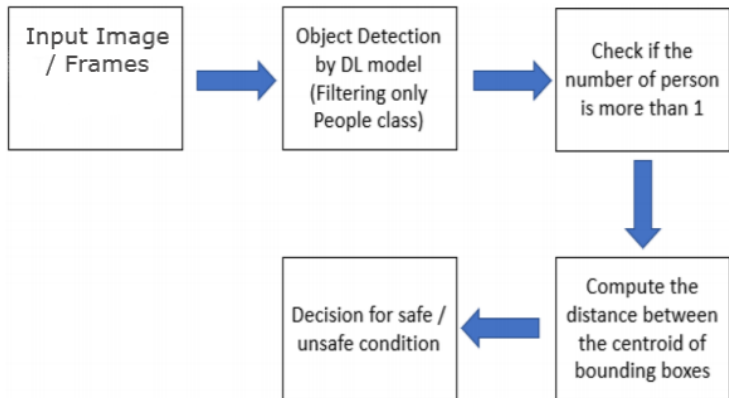 Input Image
/ Frames
Object Detection
by DL model
(Filtering only
People class)
Check if the
number of person
is more than 1
Compute the
distance between
the centroid of
bounding boxes
Decision for safe /
unsafe condition